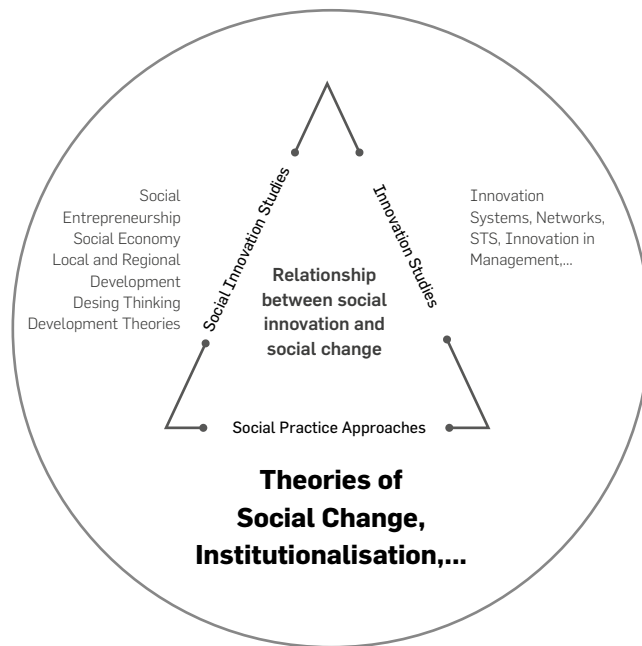 Social
Entrepreneurship
Social Economy
Local and Regional
Development
Desing Thinking
Development Theories
Social Innovation Studies
Innovation Studies
Innovation
Systems, Networks,
STS, Innovation in
Management,...
Relationship
between social
innovation and
social change
Social Practice Approaches
Theories of
Social Change,
Institutionalisation,...